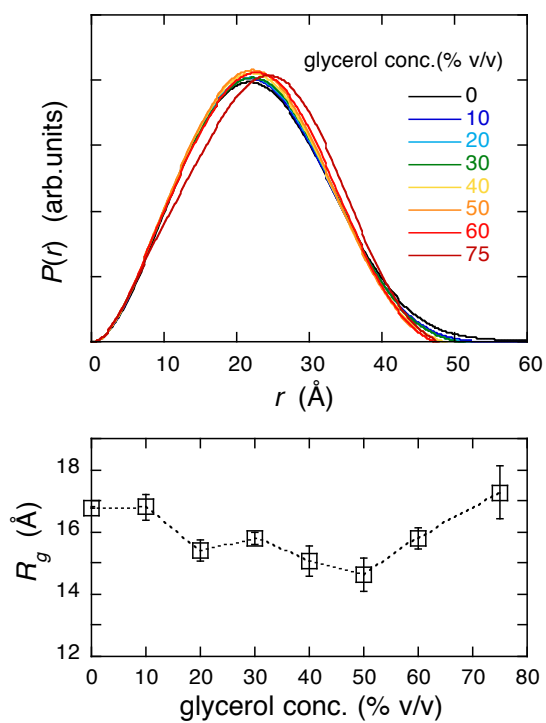 glycerol conc.(% v/v)
0
10
20
30
40
50
60
75
P(r) (arb.units)
0 10 20 30 40 50 60
r (Å)
18
16
14
12
Rg (Å)
0 10 20 30 40 50 60 70 80
glycerol conc. (% v/v)